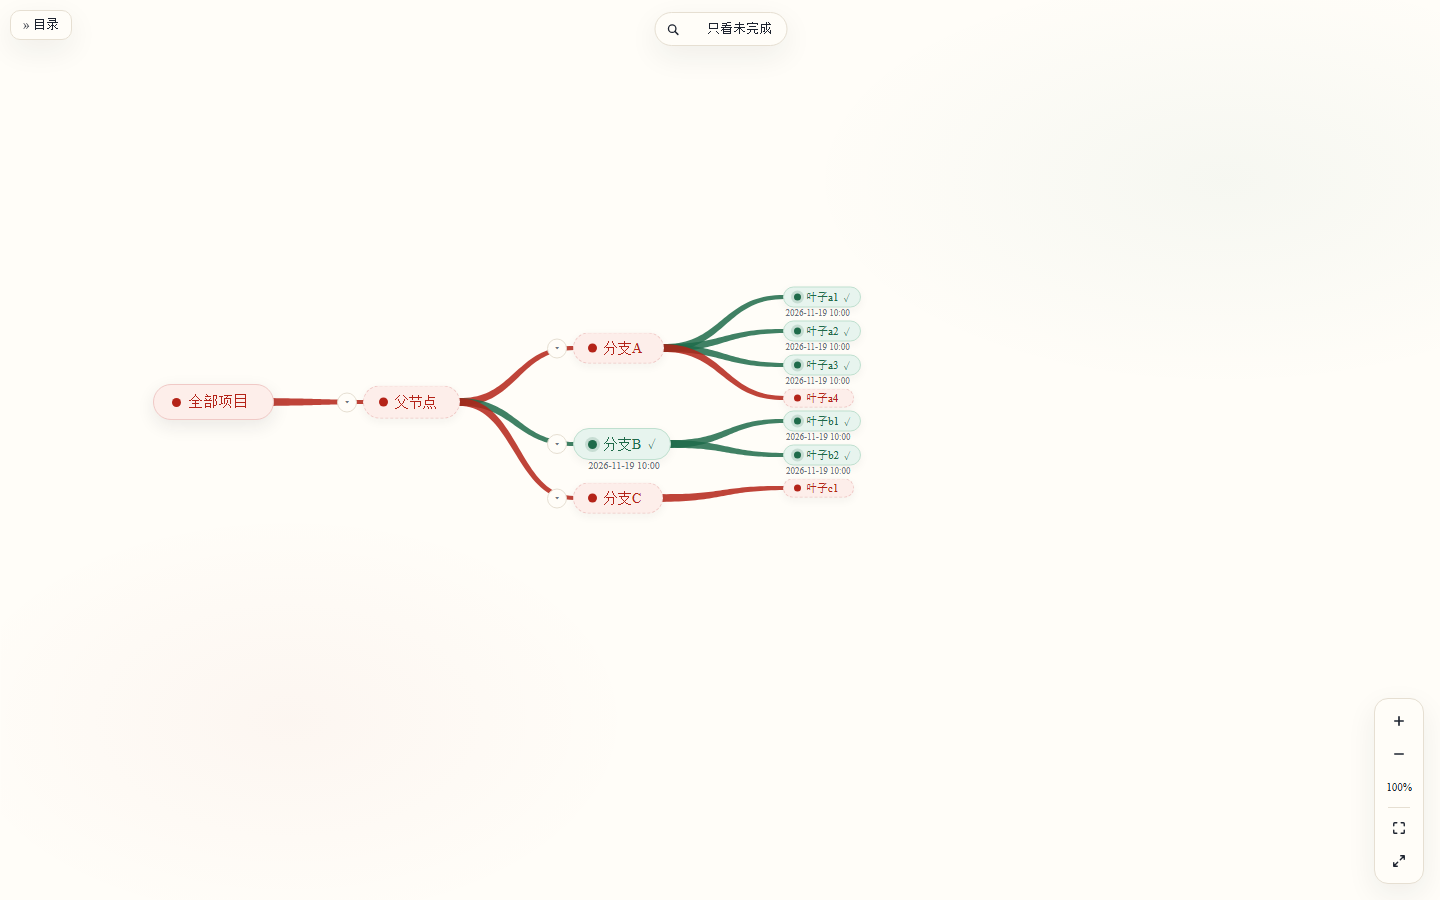 » 目录
只看未完成
全部项目
父节点
分支A
分支B ✓
2026-11-19 10:00
分支C
叶子a1 ✓
2026-11-19 10:00
叶子a2 ✓
2026-11-19 10:00
叶子a3 ✓
2026-11-19 10:00
叶子a4
叶子b1 ✓
2026-11-19 10:00
叶子b2 ✓
2026-11-19 10:00
叶子c1
100%